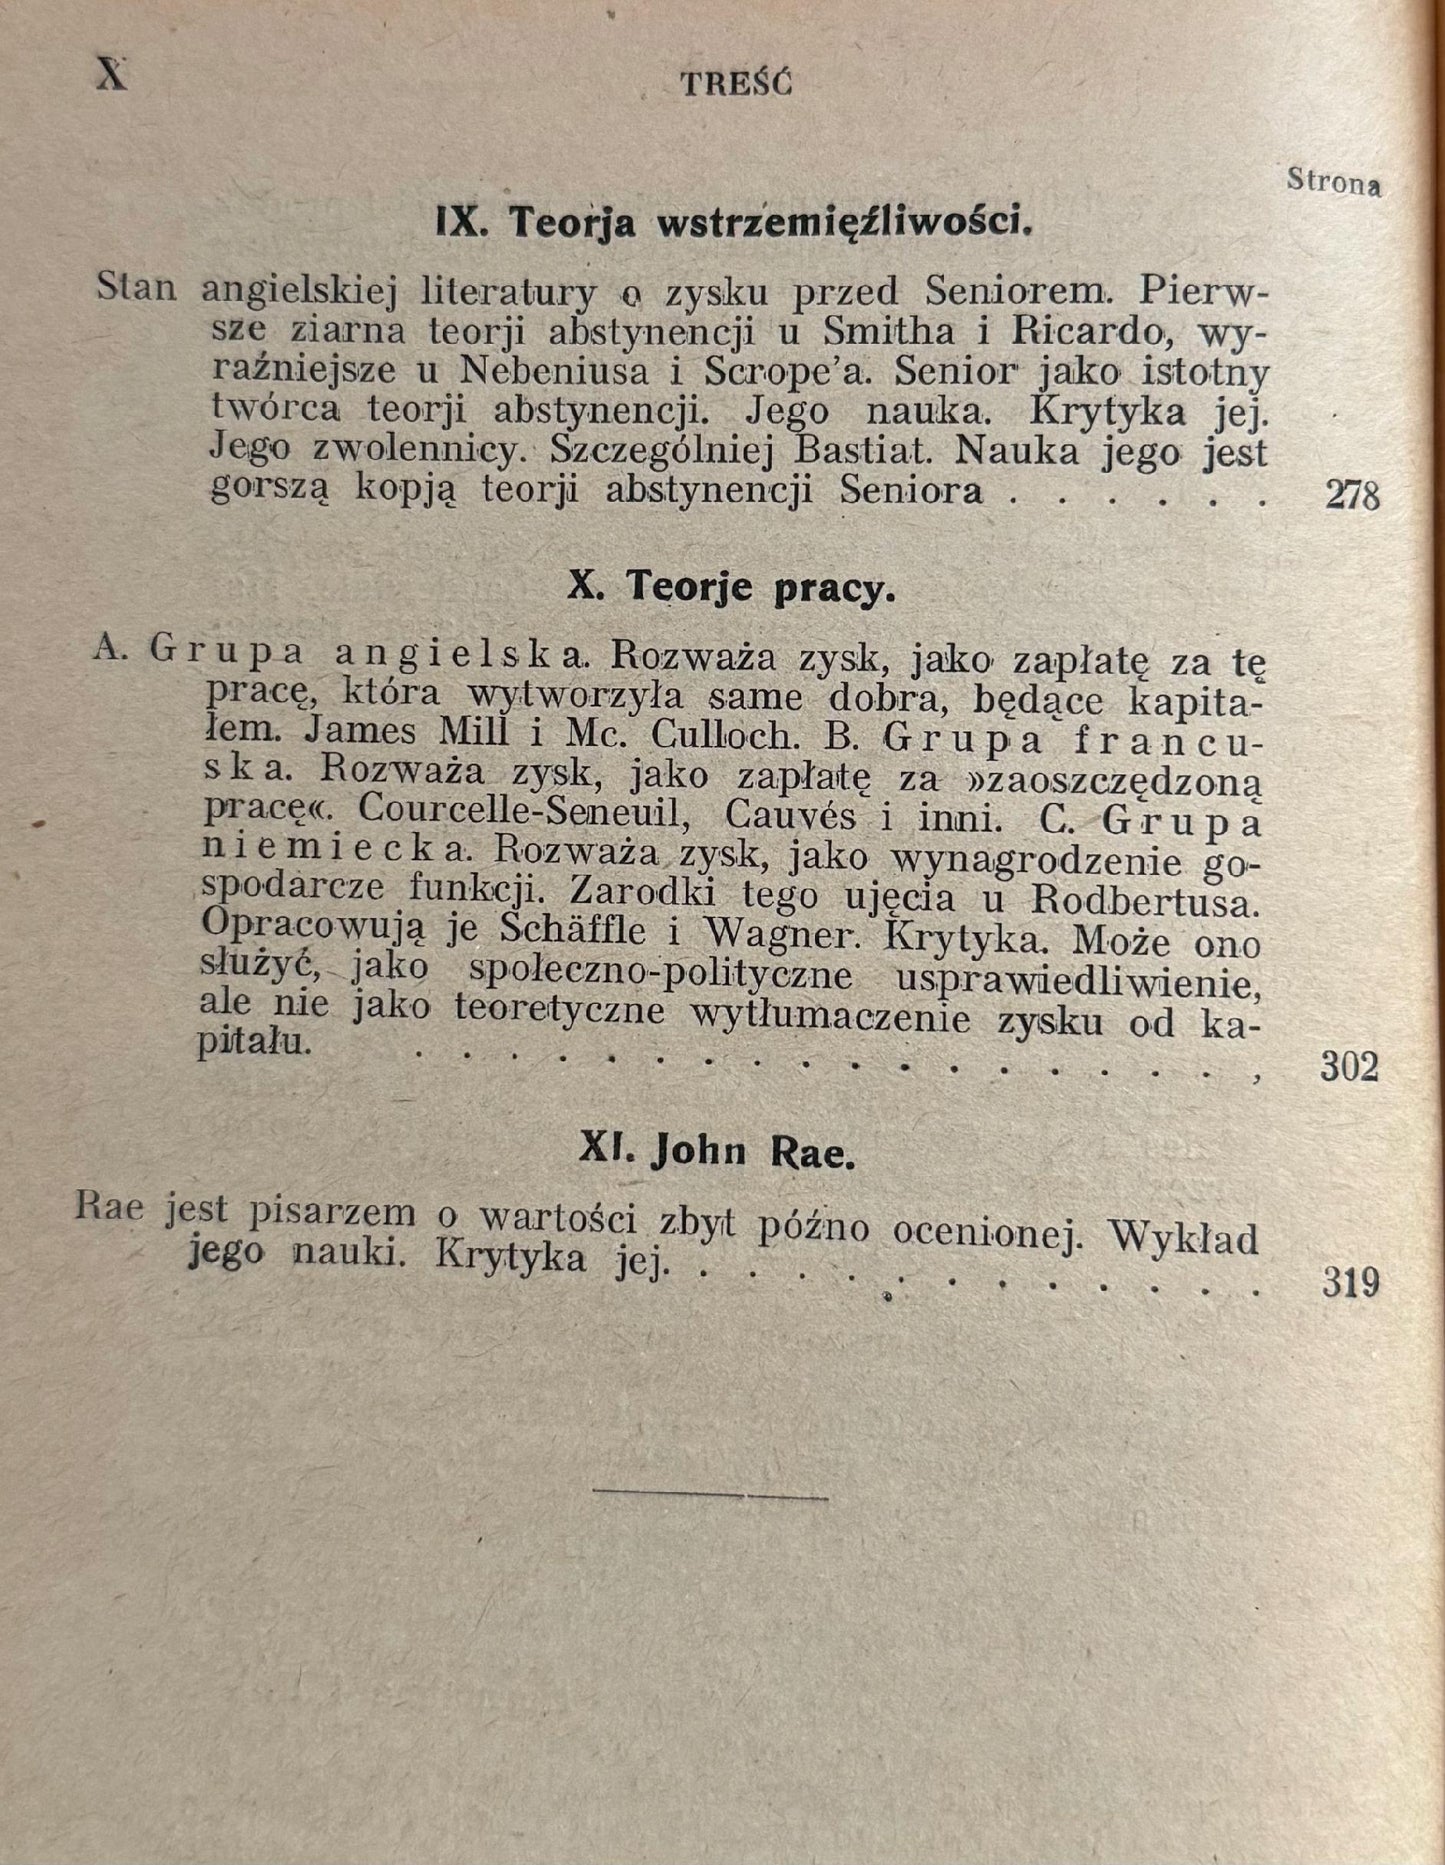 X
TREŚĆ
Strona
IX. Teorja wstrzemięźliwości.
Stan angielskiej literatury o zysku przed Seniorem. Pierw-
sze ziarna teorji abstynencji u Smitha i Ricardo, wy-
raźniejsze u Nebeniusa i Scrope’a. Senior jako istotny
twórca teorji abstynencji. Jego nauka. Krytyka jej.
Jego zwolennicy. Szczególniej Bastiat. Nauka jego jest
gorszą kopją teorji abstynencji Seniora . . . . . . 278
X. Teorje pracy.
A. Grupa angielska. Rozważa zysk, jako zapłatę za tę
pracę, która wytworzyła same dobra, będące kapita-
łem. James Mill i Mc. Culloch. B. Grupa francu-
ska. Rozważa zysk, jako zapłatę za »zaoszczędzoną
pracę«. Courcelle-Seneuil, Cauvés i inni. C. Grupa
niemiecka. Rozważa zysk, jako wynagrodzenie go-
spodarcze funkcji. Zarodki tego ujęcia u Rodbertusa.
Opracowują je Schäffle i Wagner. Krytyka. Może ono
służyć, jako społeczno-polityczne usprawiedliwienie,
ale nie jako teoretyczne wytłumaczenie zysku od ka-
pitału. . . . . . . . . . . . . . . . . . , 302
XI. John Rae.
Rae jest pisarzem o wartości zbyt późno ocenionej. Wykład
jego nauki. Krytyka jej. . . . . . . . . . . . . 319